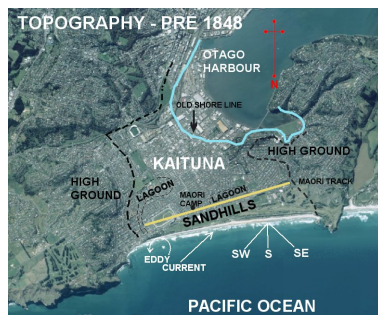 TOPOGRAPHY - PRE 1848
OTAGO
HARBOUR
N
OLD SHORE LINE
HIGH GROUND
KAITUNA
HIGH
GROUND
LAGOON
MAORI
CAMP
LAGOON
MAORI TRACK
SANDHILLS
EDDY
CURRENT
SW
S
SE
PACIFIC OCEAN